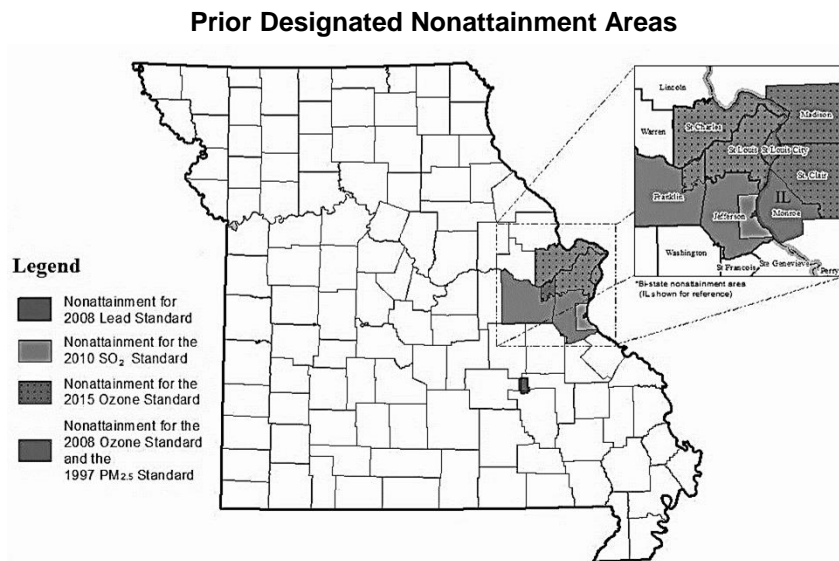 Prior Designated Nonattainment Areas
Lincoln
Warren
St Charles
Madison
St Louis
St Louis City
St. Clair
Franklin
Jefferson
IL
Monroe
Washington
St Francois
Ste Genevieve
Perry
*Bi-state nonattainment area
(IL shown for reference)
Legend
Nonattainment for
2008 Lead Standard
Nonattainment for the
2010 SO₂ Standard
Nonattainment for the
2015 Ozone Standard
Nonattainment for the
2008 Ozone Standard
and the
1997 PM2.5 Standard